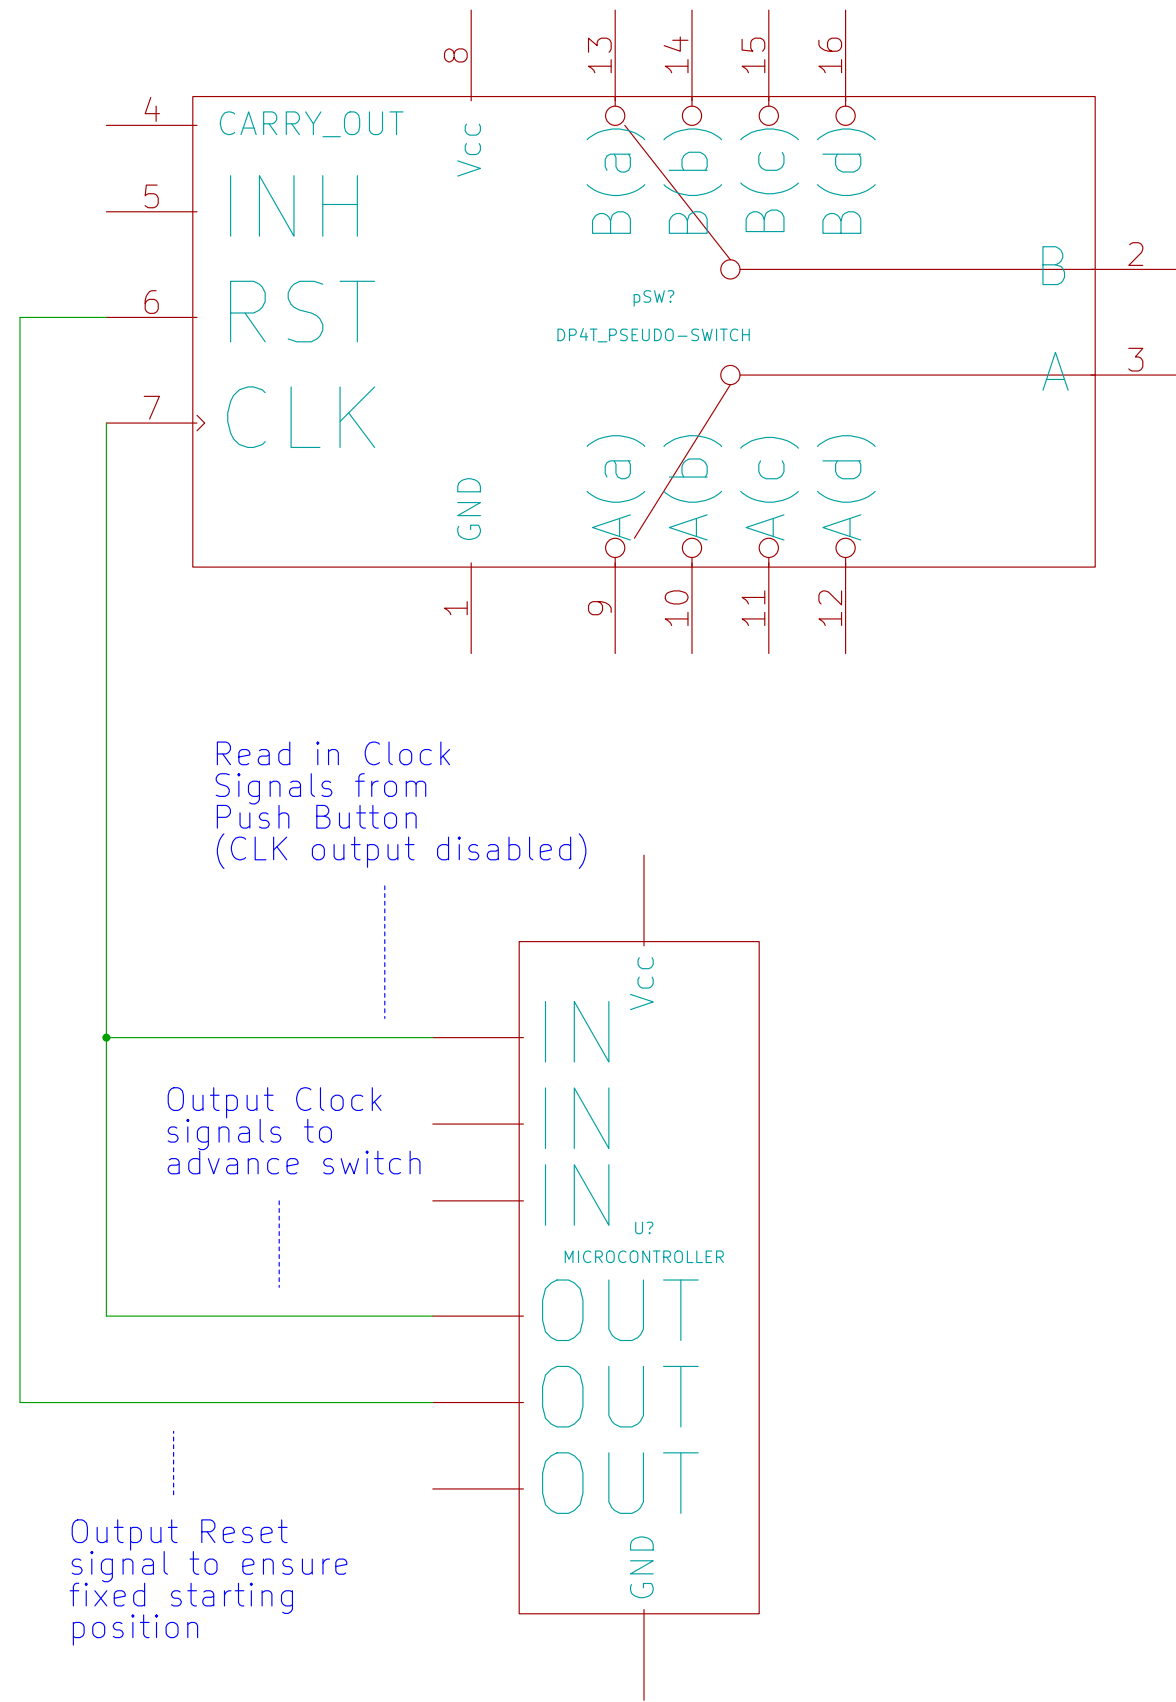 8
13
14
15
16
4
CARRY_OUT
Vcc
B(a)
B(b)
B(c)
B(d)
5
INH
B
2
pSW?
6
RST
DP4T_PSEUDO-SWITCH
A
3
7
CLK
GND
A(a)
A(b)
A(c)
A(d)
1
9
10
11
12
Read in Clock
Signals from
Push Button
(CLK output disabled)
Vcc
IN
Output Clock
signals to
advance switch
IN
IN
U?
MICROCONTROLLER
OUT
OUT
OUT
GND
Output Reset
signal to ensure
fixed starting
position